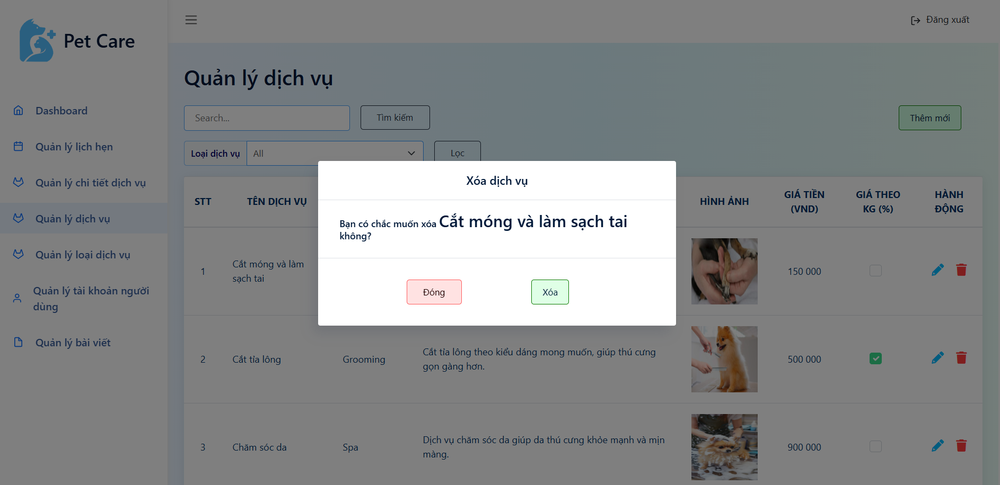 Pet Care
Đăng xuất
Dashboard
Quản lý lịch hẹn
Quản lý chi tiết dịch vụ
Quản lý dịch vụ
Quản lý loại dịch vụ
Quản lý tài khoản người
dùng
Quản lý bài viết
Quản lý dịch vụ
Search...
Tìm kiếm
Thêm mới
Loại dịch vụ
All
Lọc
Xóa dịch vụ
Bạn có chắc muốn xóa Cắt móng và làm sạch tai
không?
Đóng
Xóa
STT
TÊN DỊCH VỤ
HÌNH ẢNH
GIÁ TIỀN
(VND)
GIÁ THEO
KG (%)
HÀNH
ĐỘNG
1
Cắt móng và làm
sạch tai
150 000
2
Cắt tỉa lông
Grooming
Cắt tỉa lông theo kiểu dáng mong muốn, giúp thú cưng
gọn gàng hơn.
500 000
3
Chăm sóc da
Spa
Dịch vụ chăm sóc da giúp da thú cưng khỏe mạnh và mịn
màng.
900 000